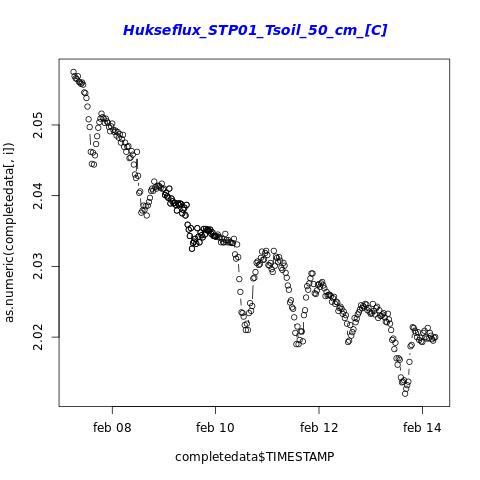 Hukseflux_STP01_Tsoil_50_cm_[C]
as.numeric(completedata[, i])
2.05
2.04
2.03
2.02
feb 08 feb 10 feb 12 feb 14
completedata$TIMESTAMP